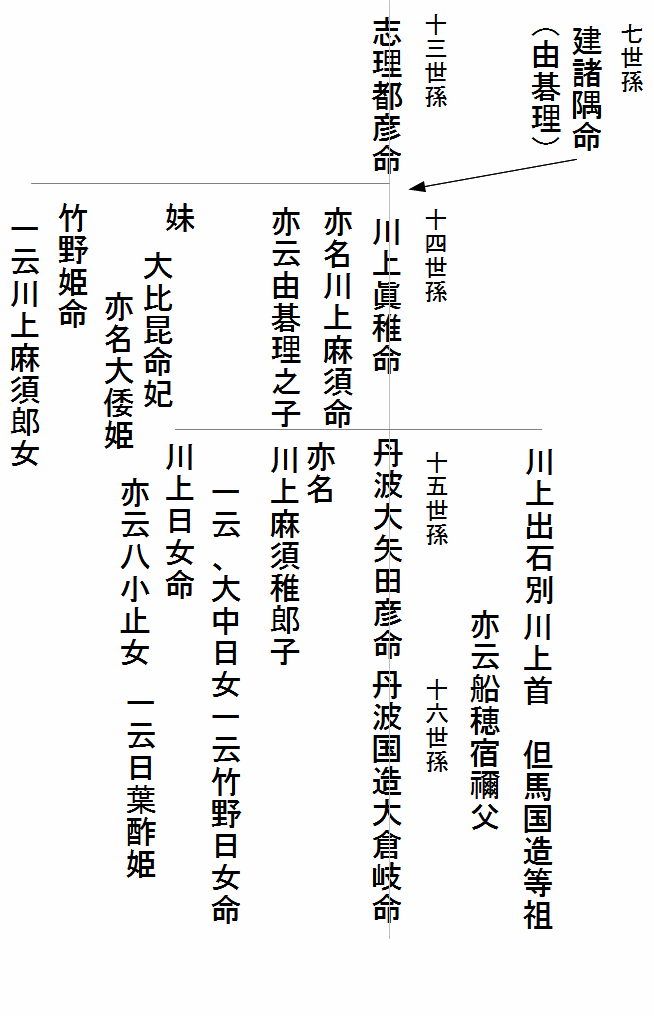 七世孫
建諸隅命
（由碁理）
十三世孫
志理都彦命
十四世孫
川上眞稚命
亦名川上麻須命
亦云由碁理之子
妹
大比昆命妃
亦名大倭姫
竹野姫命
一云川上麻須郎女
川上出石別川上首　但馬国造等祖
亦云船穂宿禰父
十五世孫
丹波大矢田彦命
十六世孫
丹波国造大倉岐命
亦名
川上麻須稚郎子
一云、大中日女一云竹野日女命
川上日女命
亦云八小止女
一云日葉酢姫